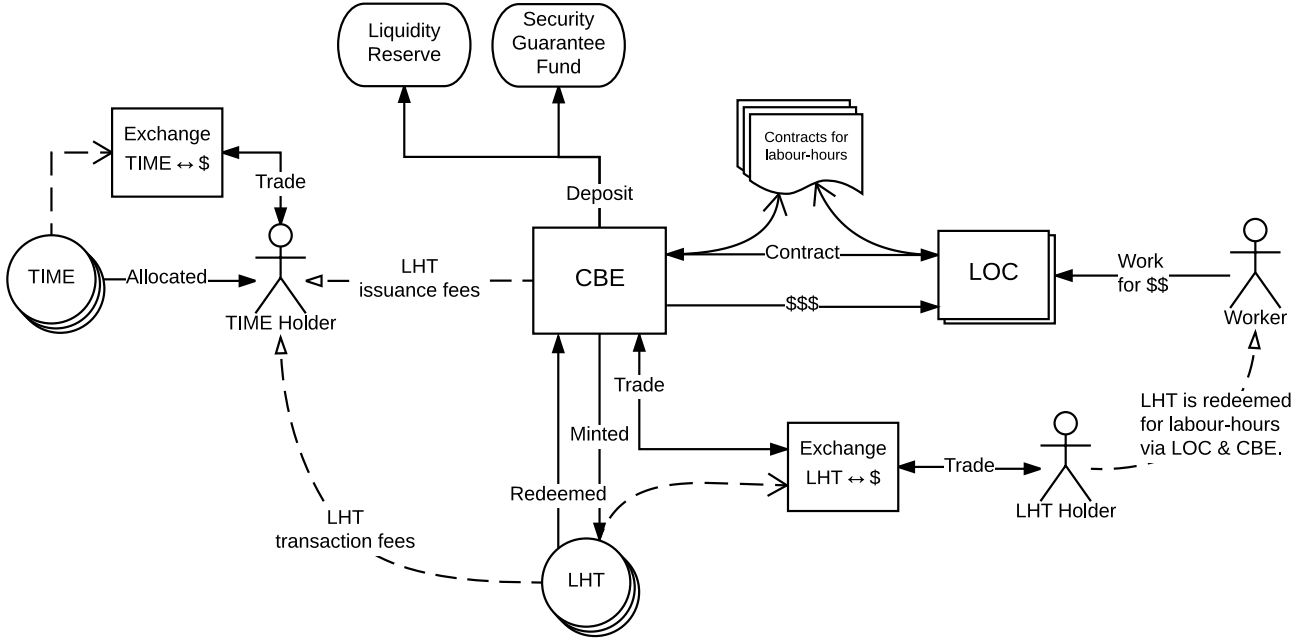 Liquidity
Reserve
Security
Guarantee
Fund
Exchange
TIME ↔ $
Trade
Contracts for
labour-hours
Deposit
TIME
Allocated
TIME Holder
LHT
issuance fees
CBE
Contract
$$$
LOC
Work
for $$
Worker
Trade
Minted
Redeemed
Exchange
LHT ↔ $
Trade
LHT Holder
LHT is redeemed
for labour-hours
via LOC & CBE.
LHT
transaction fees
LHT